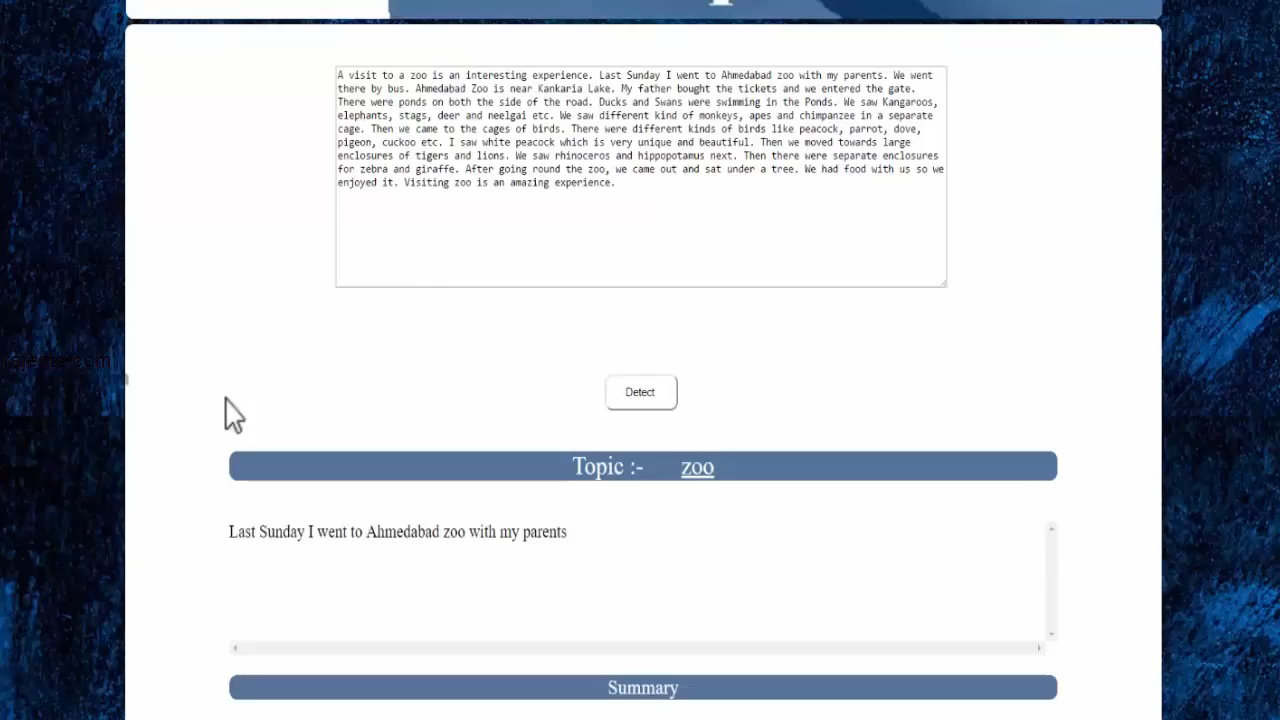 A visit to a zoo is an interesting experience. Last Sunday I went to Ahmedabad zoo with my parents. We went
there by bus. Ahmedabad Zoo is near Kankaria Lake. My father bought the tickets and we entered the gate.
There were ponds on both the side of the road. Ducks and Swans were swimming in the Ponds. We saw Kangaroos,
elephants, stags, deer and neelgai etc. We saw different kind of monkeys, apes and chimpanzee in a separate
cage. Then we came to the cages of birds. There were different kinds of birds like peacock, parrot, dove,
pigeon, cuckoo etc. I saw white peacock which is very unique and beautiful. Then we moved towards large
enclosures of tigers and lions. We saw rhinoceros and hippopotamus next. Then there were separate enclosures
for zebra and giraffe. After going round the zoo, we came out and sat under a tree. We had food with us so we
enjoyed it. Visiting zoo is an amazing experience.
Detect
Topic :- zoo
Last Sunday I went to Ahmedabad zoo with my parents
Summary